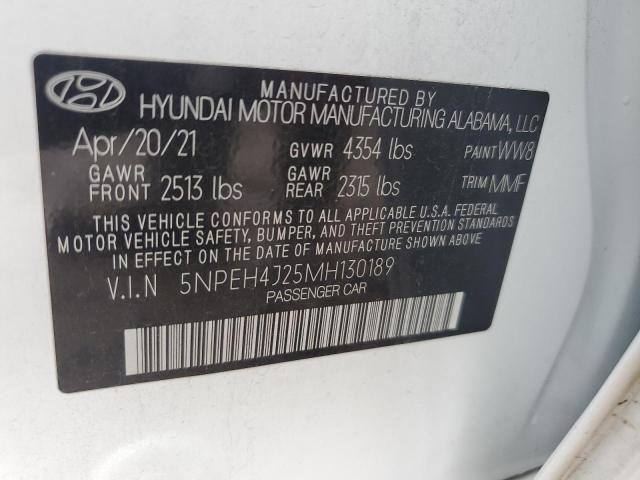 MANUFACTURED BY
HYUNDAI MOTOR MANUFACTURING ALABAMA, LLC
Apr/20/21 GVWR 4354 lbs PAINT WW8
GAWR FRONT 2513 lbs GAWR REAR 2315 lbs TRIM MMF
THIS VEHICLE CONFORMS TO ALL APPLICABLE U.S.A. FEDERAL
MOTOR VEHICLE SAFETY, BUMPER, AND THEFT PREVENTION STANDARDS
IN EFFECT ON THE DATE OF MANUFACTURE SHOWN ABOVE.
V.I.N 5NPEH4J25MH130189
PASSENGER CAR